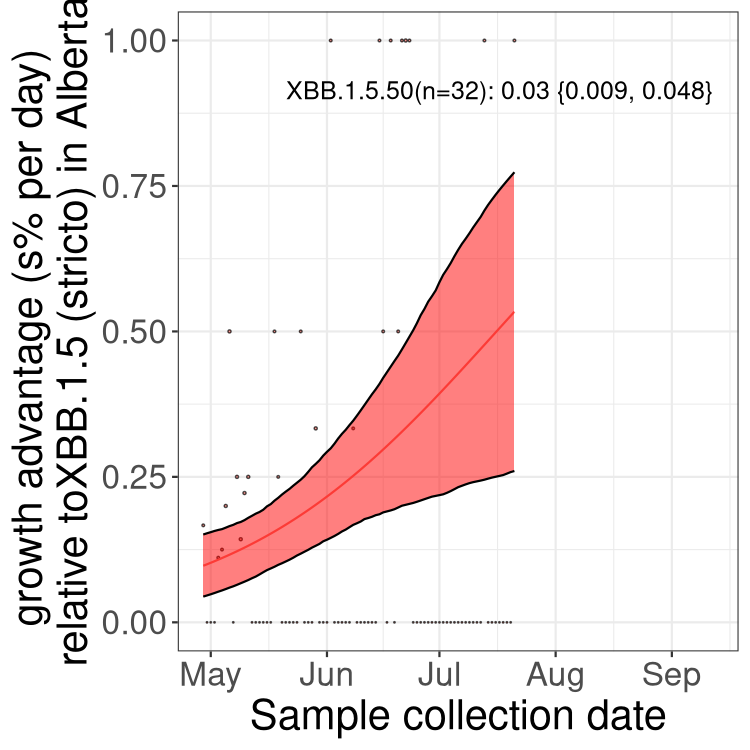 growth advantage (s% per day)
relative toXBB.1.5 (stricto) in Alberta
1.00
0.75
0.50
0.25
0.00
XBB.1.5.50(n=32): 0.03 {0.009, 0.048}
May Jun Jul Aug Sep
Sample collection date